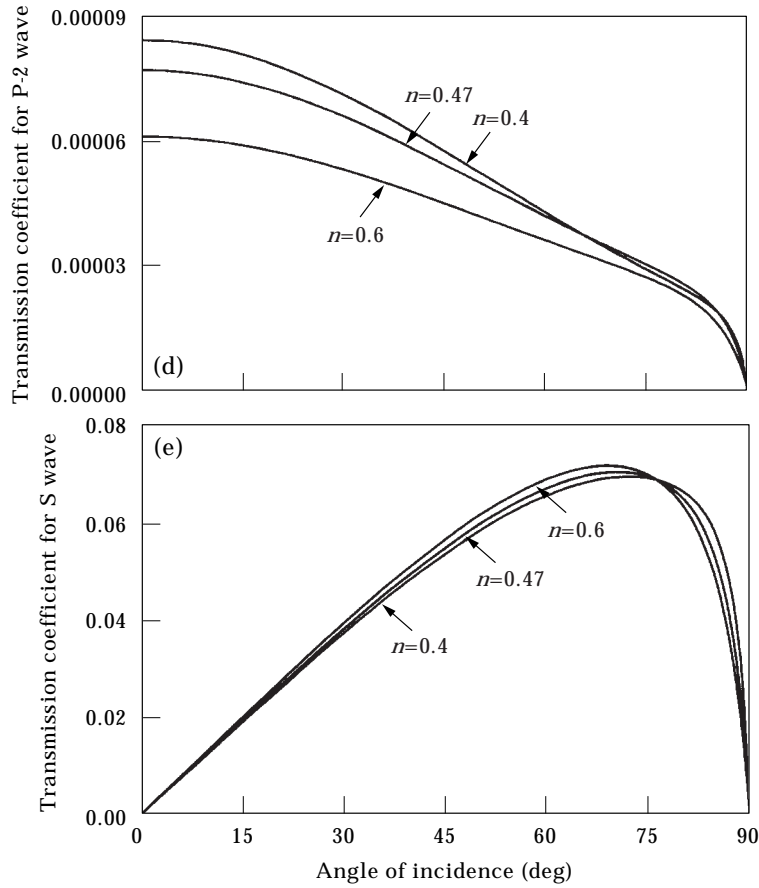 Transmission coefficient for P-2 wave
0.00009
0.00006
0.00003
0.00000
n=0.47
n=0.4
n=0.6
(d)
Transmission coefficient for S wave
0.08
0.06
0.04
0.02
0.00
(e)
n=0.6
n=0.47
n=0.4
0 15 30 45 60 75 90
Angle of incidence (deg)